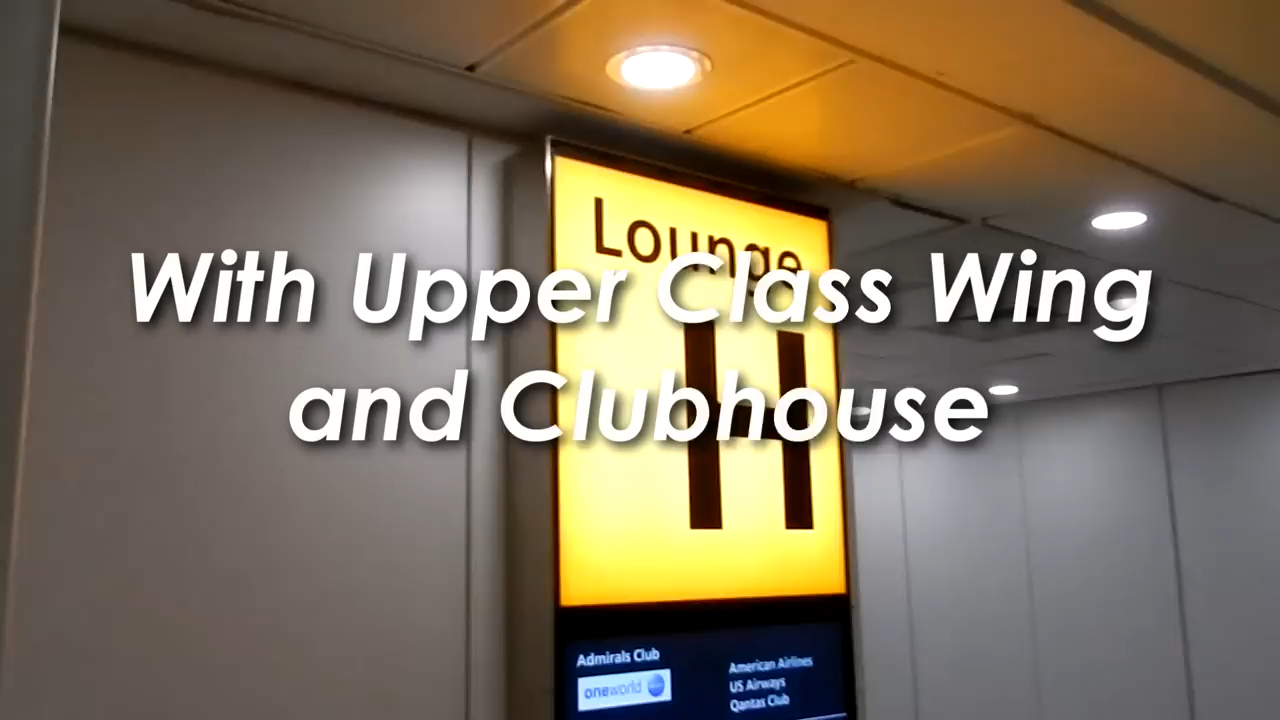 Lounge
H
With Upper Class Wing
and Clubhouse
Admirals Club
oneworld
American Airlines
US Airways
Qantas Club